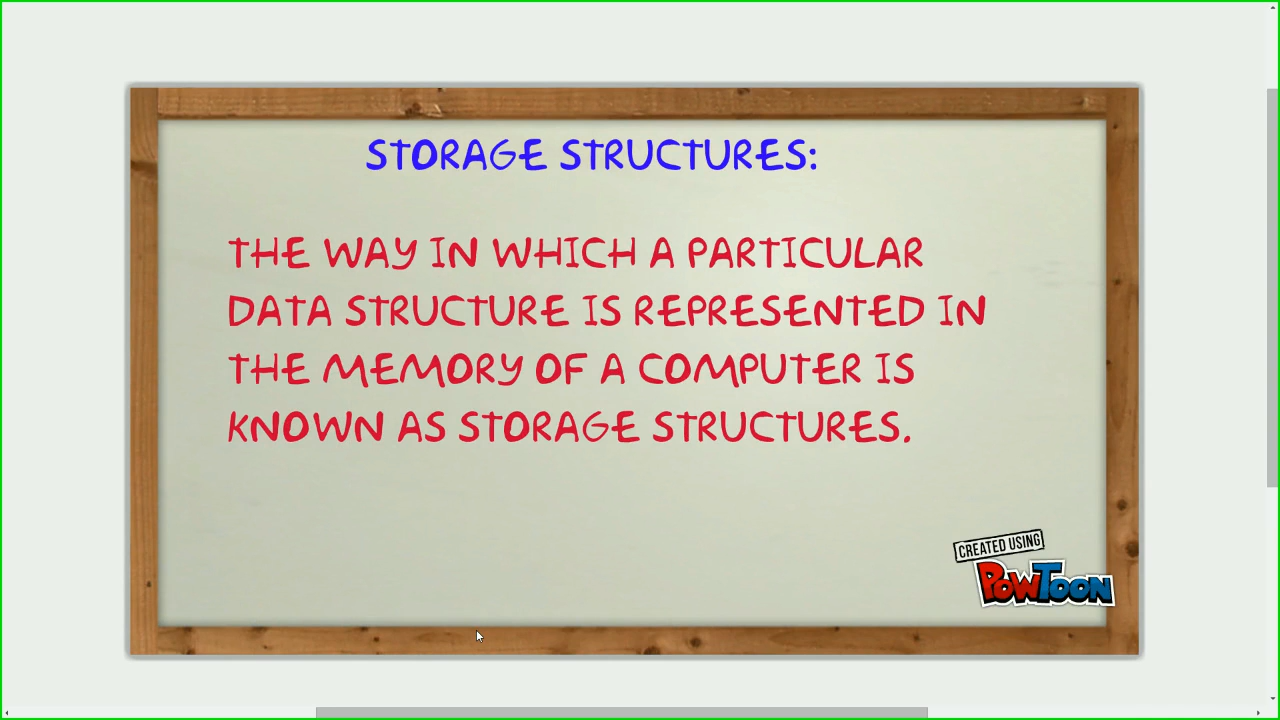 STORAGE STRUCTURES:
THE WAY IN WHICH A PARTICULAR
DATA STRUCTURE IS REPRESENTED IN
THE MEMORY OF A COMPUTER IS
KNOWN AS STORAGE STRUCTURES.
CREATED USING
POWTOON